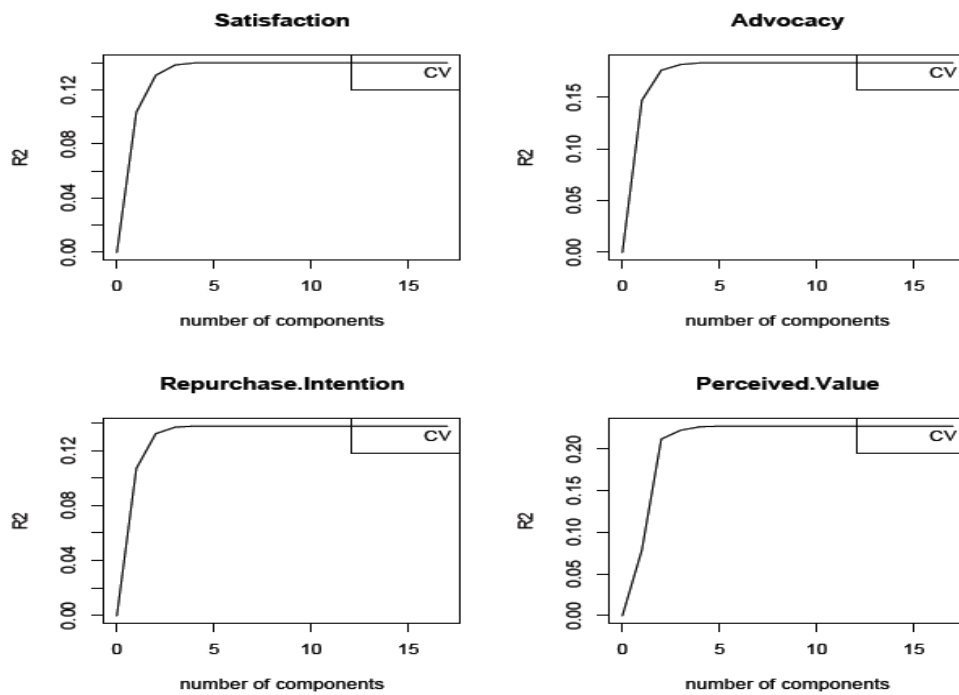 Satisfaction
CV
R2
0.00
0.04
0.08
0.12
0
5
10
15
number of components
Advocacy
CV
R2
0.00
0.05
0.10
0.15
0
5
10
15
number of components
Repurchase.Intention
CV
R2
0.00
0.04
0.08
0.12
0
5
10
15
number of components
Perceived.Value
CV
R2
0.00
0.05
0.10
0.15
0.20
0
5
10
15
number of components